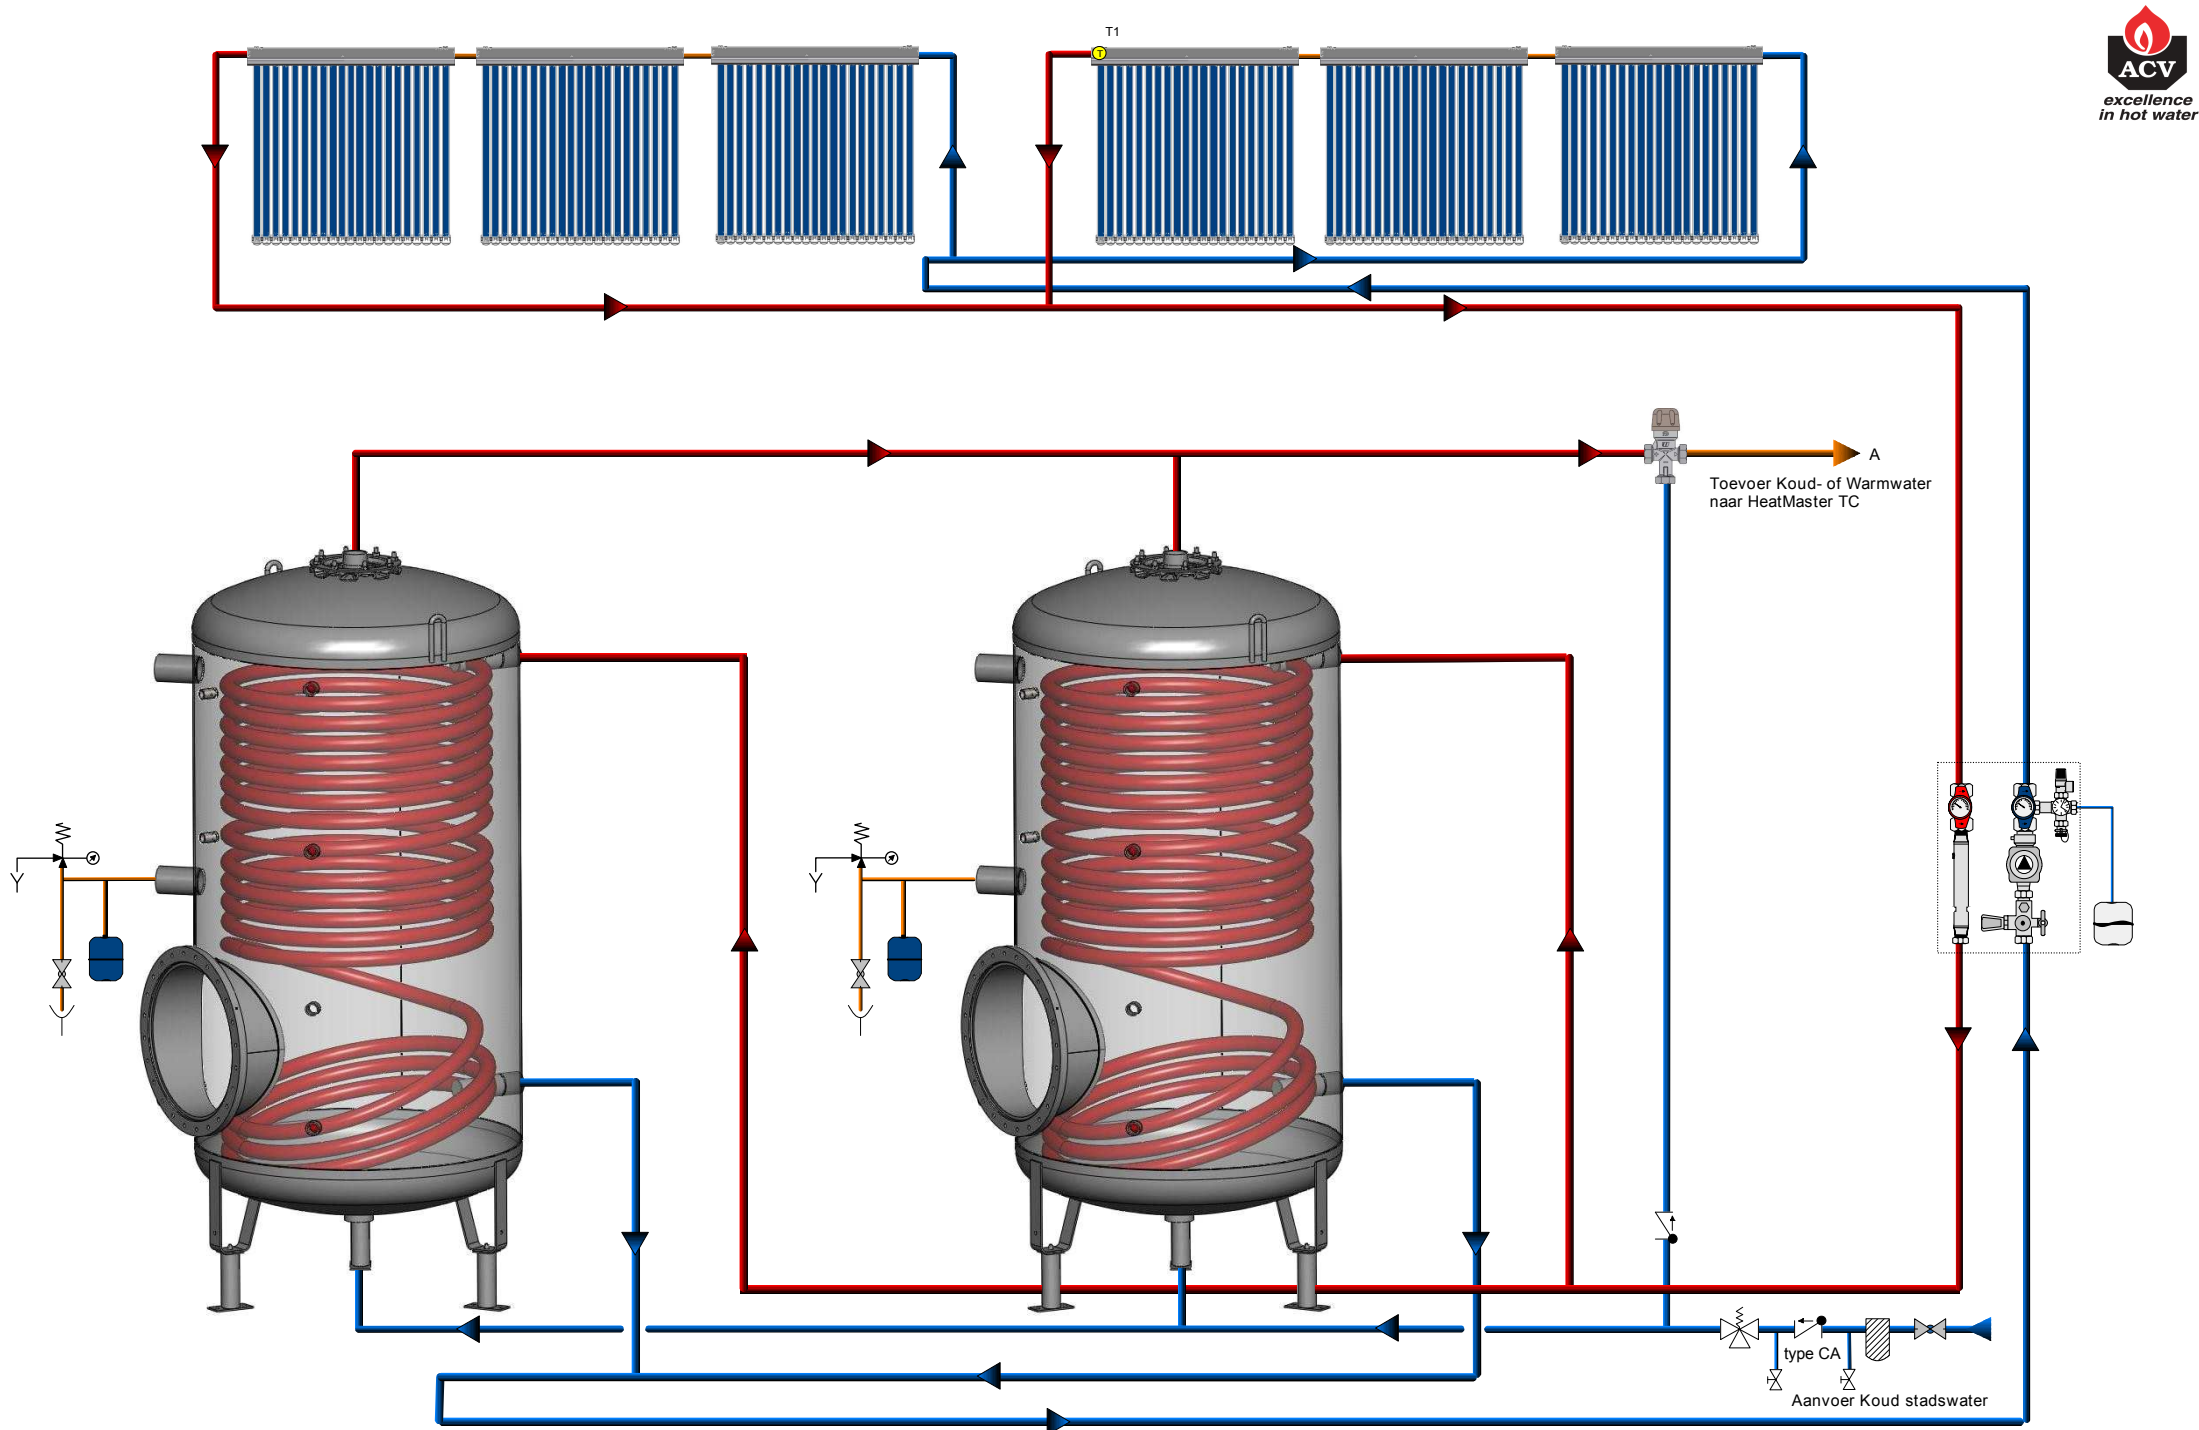 T1
ACV
excellence
in hot water
A
Toevoer Koud- of Warmwater
naar HeatMaster TC
type CA
Aanvoer Koud stadswater